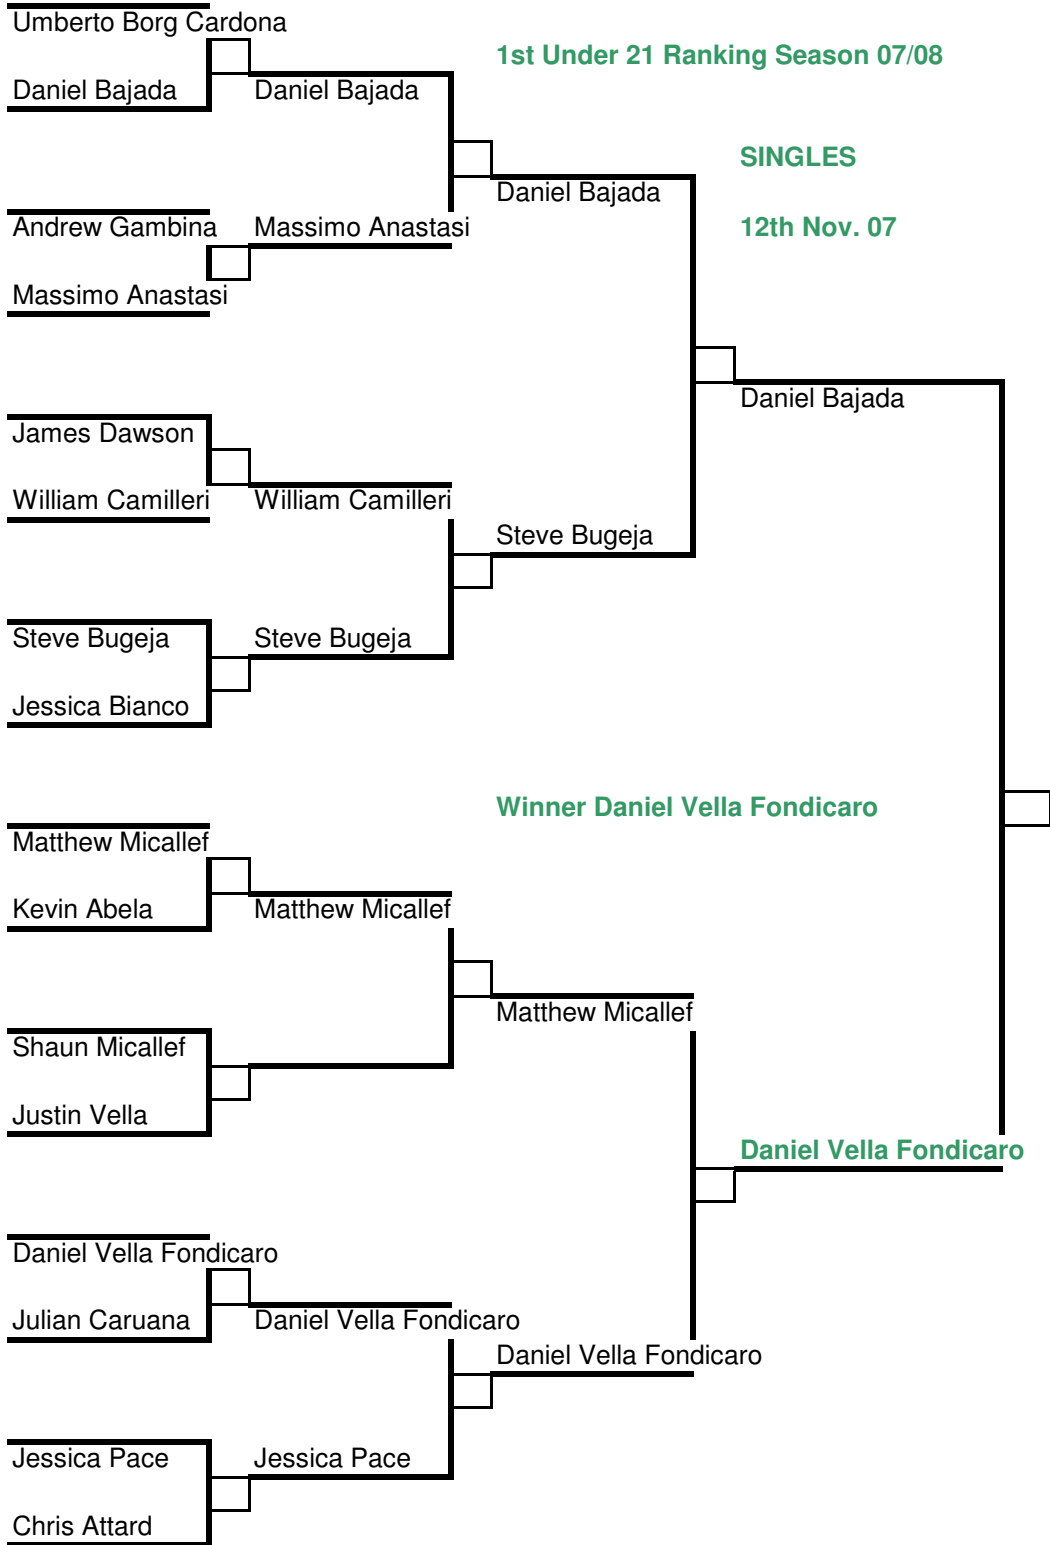 Umberto Borg Cardona
1st Under 21 Ranking Season 07/08
Daniel Bajada
Daniel Bajada
SINGLES
Daniel Bajada
Andrew Gambina
Massimo Anastasi
12th Nov. 07
Massimo Anastasi
Daniel Bajada
James Dawson
William Camilleri
William Camilleri
Steve Bugeja
Steve Bugeja
Steve Bugeja
Jessica Bianco
Winner Daniel Vella Fondicaro
Matthew Micallef
Kevin Abela
Matthew Micallef
Matthew Micallef
Shaun Micallef
Justin Vella
Daniel Vella Fondicaro
Daniel Vella Fondicaro
Julian Caruana
Daniel Vella Fondicaro
Daniel Vella Fondicaro
Jessica Pace
Jessica Pace
Chris Attard